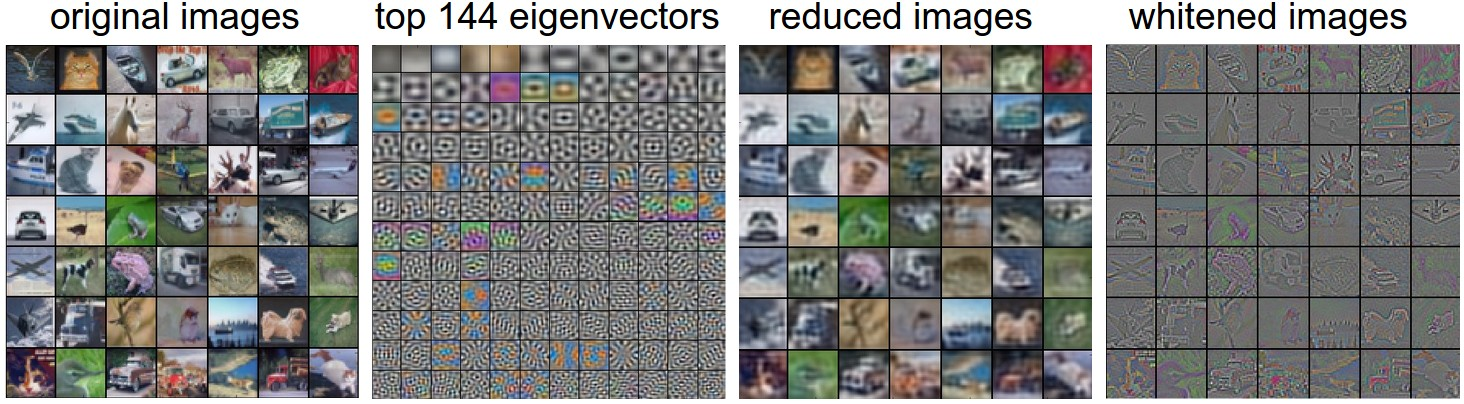 original images
top 144 eigenvectors
reduced images
whitened images